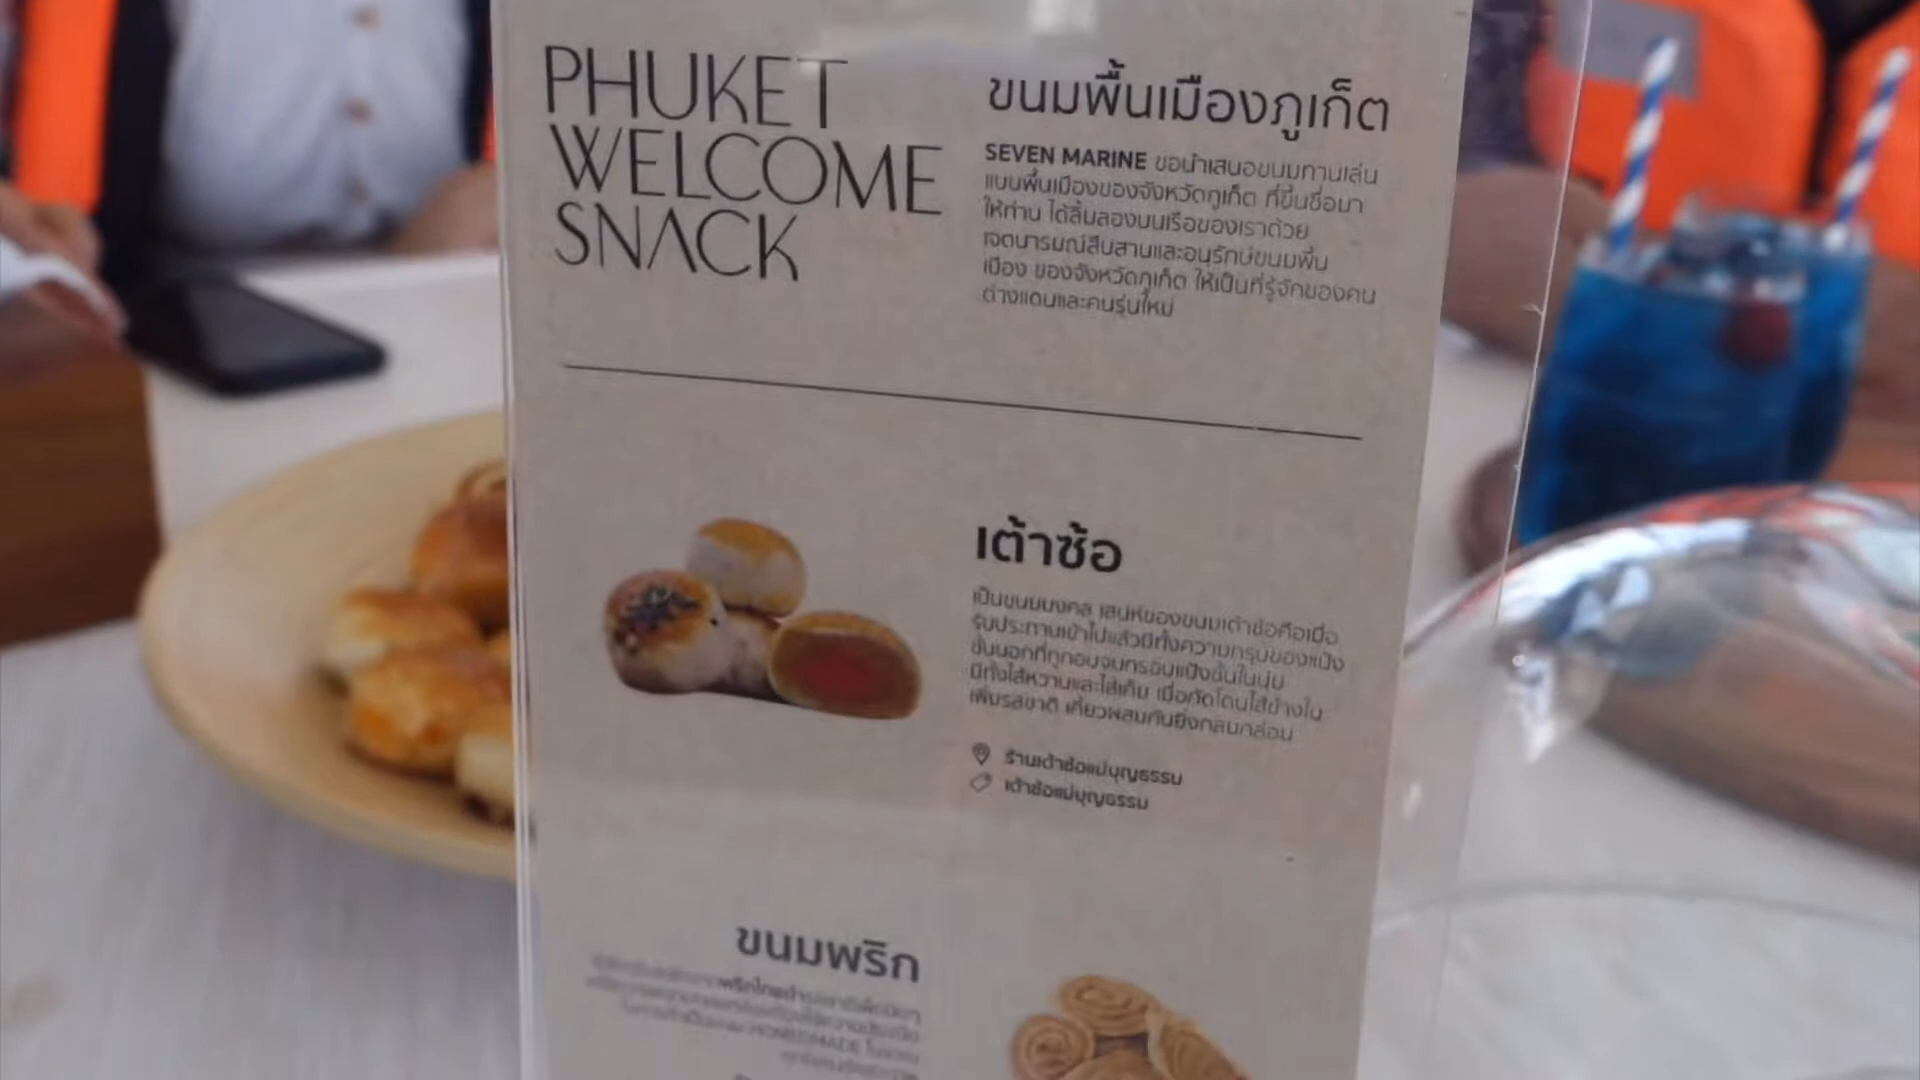 PHUKET
WELCOME
SNACK
ขนมพื้นเมืองภูเก็ต
SEVEN MARINE ขอนำเสนอขนมทานเล่น
แบบพื้นเมืองของจังหวัดภูเก็ต ที่ขึ้นชื่อมา
ให้ท่าน ได้ลิ้มลองบนเรือของเราด้วย
เจตนารมณ์สืบสานและอนุรักษ์ขนมพื้น
เมือง ของจังหวัดภูเก็ต ให้เป็นที่รู้จักของคน
ต่างแดนและคนรุ่นใหม่
เต้าซ้อ
เป็นขนมมงคล เสน่ห์ของขนมเต้าซ้อคือเมื่อ
รับประทานเข้าไปแล้วมีทั้งความกรุบของแป้ง
ชั้นนอกที่ถูกอบจนกรอบแป้งชั้นในนุ่ม
มีทั้งไส้หวานและไส้เค็ม เมื่อกัดโดนไส้ข้างใน
เพิ่มรสชาติ เคี้ยวผสมกันยิ่งกลมกล่อม
ร้านเต้าซ้อแม่บุญธรรม
เต้าซ้อแม่บุญธรรม
ขนมพริก
พริกไทยดำ
HOMEMADE